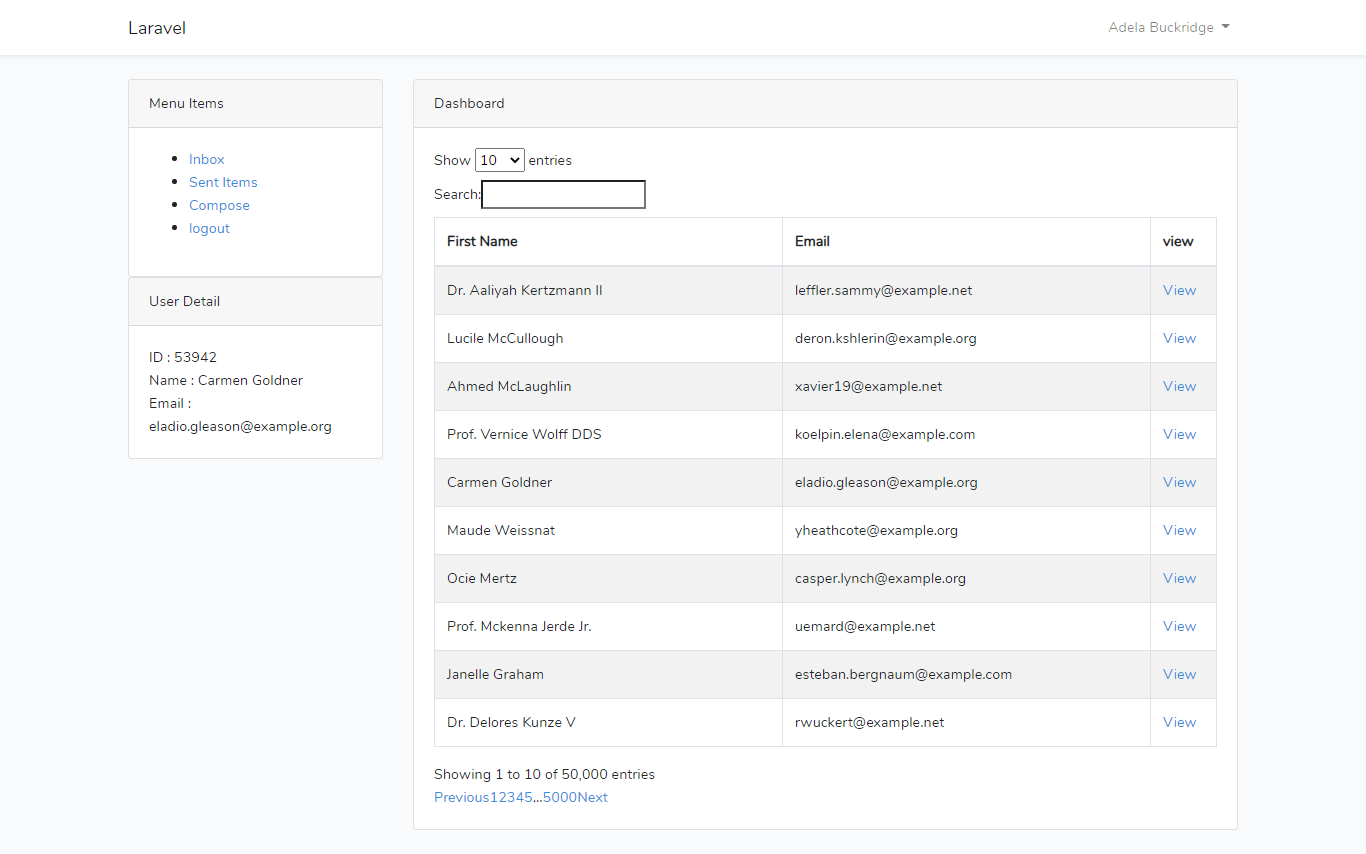 Laravel
Adela Buckridge
Menu Items
Inbox
Sent Items
Compose
logout
User Detail
ID : 53942
Name : Carmen Goldner
Email :
eladio.gleason@example.org
Dashboard
Show 10 entries
Search:
First Name Email view
Dr. Aaliyah Kertzmann II leffler.sammy@example.net View
Lucile McCullough deron.kshlerin@example.org View
Ahmed McLaughlin xavier19@example.net View
Prof. Vernice Wolff DDS koelpin.elena@example.com View
Carmen Goldner eladio.gleason@example.org View
Maude Weissnat yheathcote@example.org View
Ocie Mertz casper.lynch@example.org View
Prof. Mckenna Jerde Jr. uemard@example.net View
Janelle Graham esteban.bergnaum@example.com View
Dr. Delores Kunze V rwuckert@example.net View
Showing 1 to 10 of 50,000 entries
Previous12345...5000Next